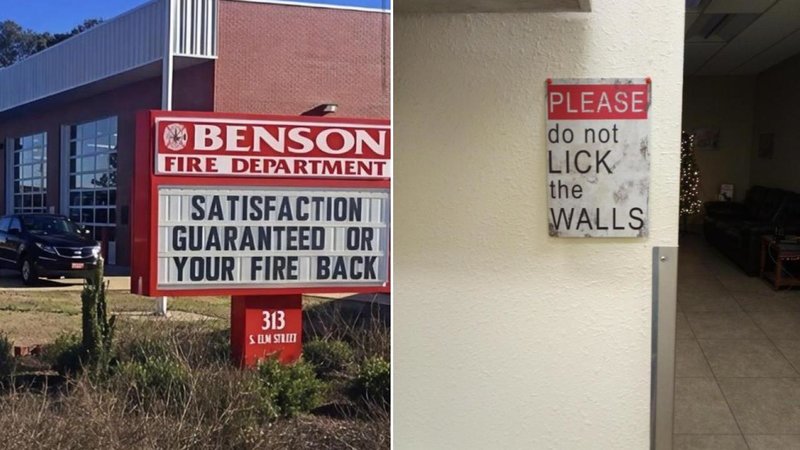 BENSON
FIRE DEPARTMENT
SATISFACTION
GUARANTEED OR
YOUR FIRE BACK
313
S. ELM STREET
PLEASE
do not
LICK
the
WALLS